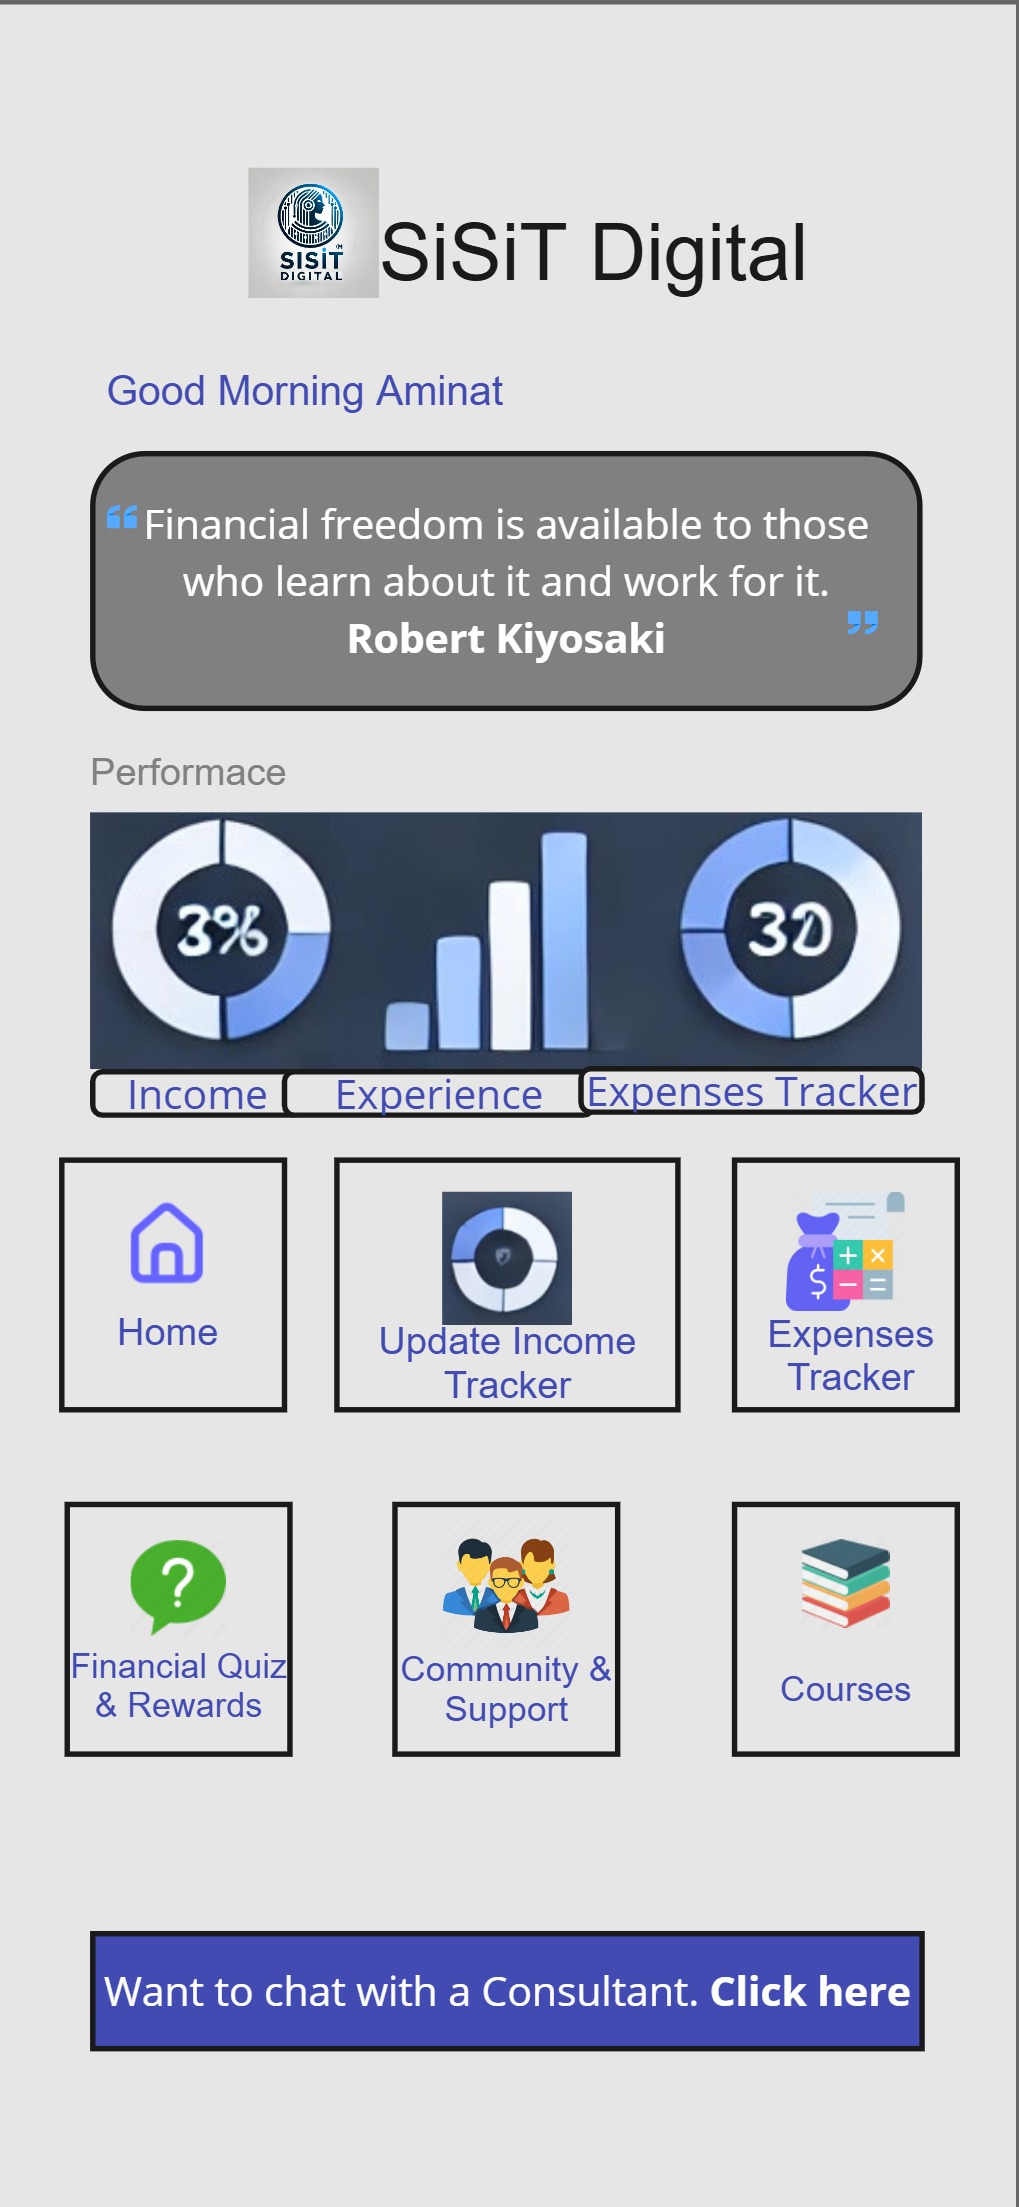 SISiT
DIGITAL
SiSiT Digital
Good Morning Aminat
❝Financial freedom is available to those
who learn about it and work for it.
Robert Kiyosaki ❞
Performace
3% 30
Income Experience Expenses Tracker
Home
Update Income
Tracker
Expenses
Tracker
Financial Quiz
& Rewards
Community &
Support
Courses
Want to chat with a Consultant. Click here